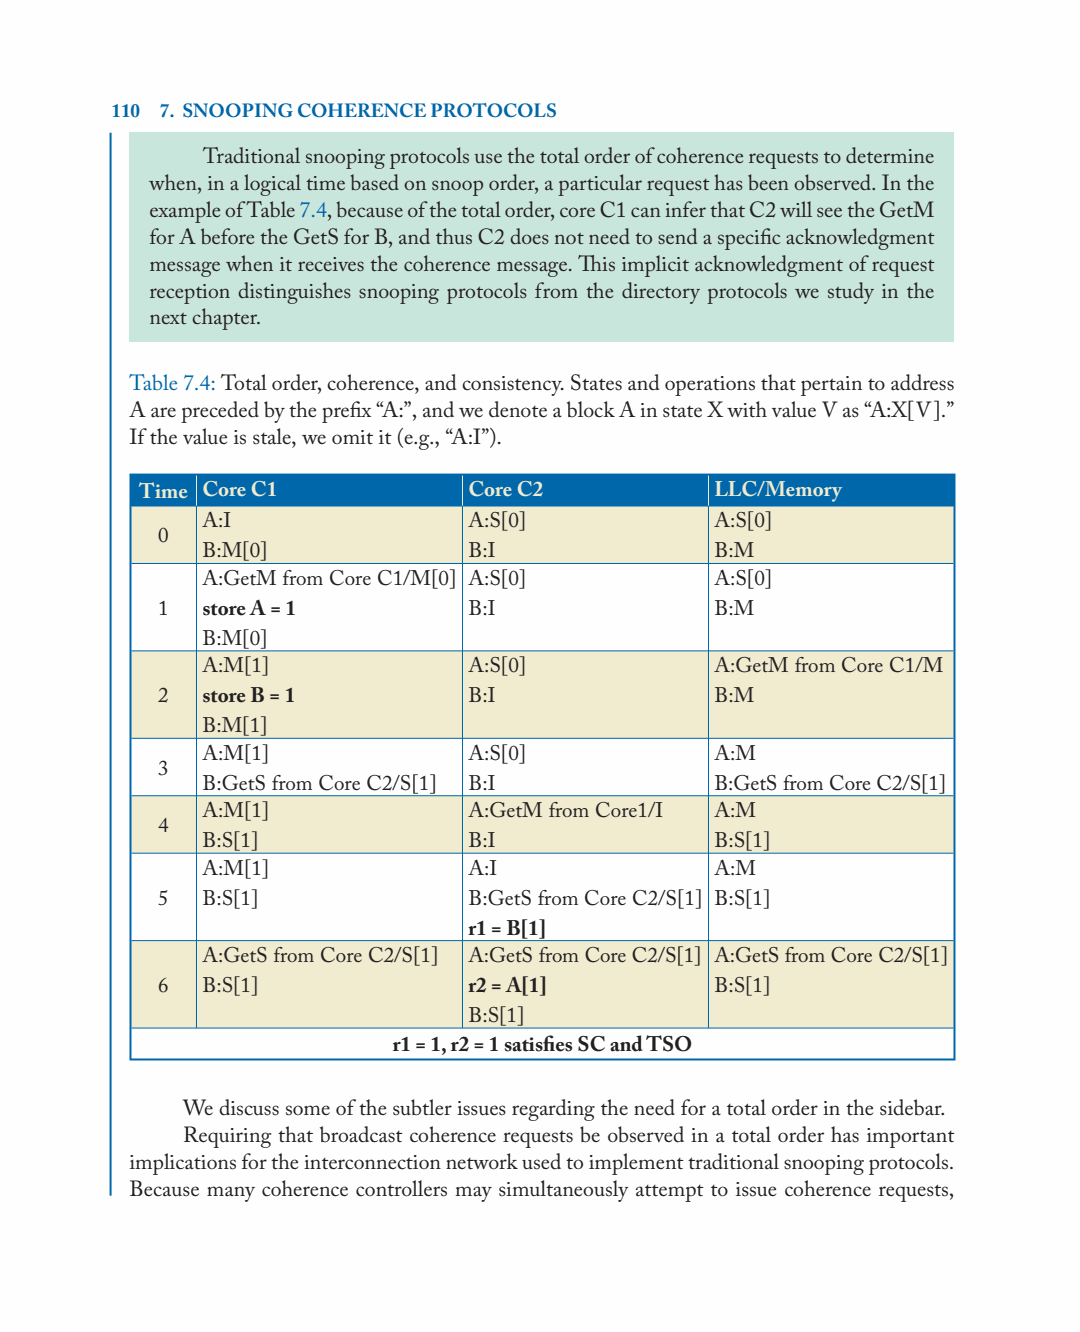 110 7. SNOOPING COHERENCE PROTOCOLS
Traditional snooping protocols use the total order of coherence requests to determine
when, in a logical time based on snoop order, a particular request has been observed. In the
example of Table 7.4, because of the total order, core C1 can infer that C2 will see the GetM
for A before the GetS for B, and thus C2 does not need to send a specific acknowledgment
message when it receives the coherence message. This implicit acknowledgment of request
reception distinguishes snooping protocols from the directory protocols we study in the
next chapter.
Table 7.4: Total order, coherence, and consistency. States and operations that pertain to address
A are preceded by the prefix “A:”, and we denote a block A in state X with value V as “A:X[V].”
If the value is stale, we omit it (e.g., “A:I”).
Time Core C1 Core C2 LLC/Memory
0
A:I A:S[0] A:S[0]
B:M[0] B:I B:M
A:GetM from Core C1/M[0] A:S[0] A:S[0]
1 store A = 1 B:I B:M
B:M[0]
A:M[1] A:S[0] A:GetM from Core C1/M
2 store B = 1 B:I B:M
B:M[1]
3
A:M[1] A:S[0] A:M
B:GetS from Core C2/S[1] B:I B:GetS from Core C2/S[1]
4
A:M[1] A:GetM from Core1/I A:M
B:S[1] B:I B:S[1]
A:M[1] A:I A:M
5 B:S[1] B:GetS from Core C2/S[1] B:S[1]
r1 = B[1]
A:GetS from Core C2/S[1] A:GetS from Core C2/S[1] A:GetS from Core C2/S[1]
6 B:S[1] r2 = A[1] B:S[1]
B:S[1]
r1 = 1, r2 = 1 satisfies SC and TSO
We discuss some of the subtler issues regarding the need for a total order in the sidebar.
Requiring that broadcast coherence requests be observed in a total order has important
implications for the interconnection network used to implement traditional snooping protocols.
Because many coherence controllers may simultaneously attempt to issue coherence requests,